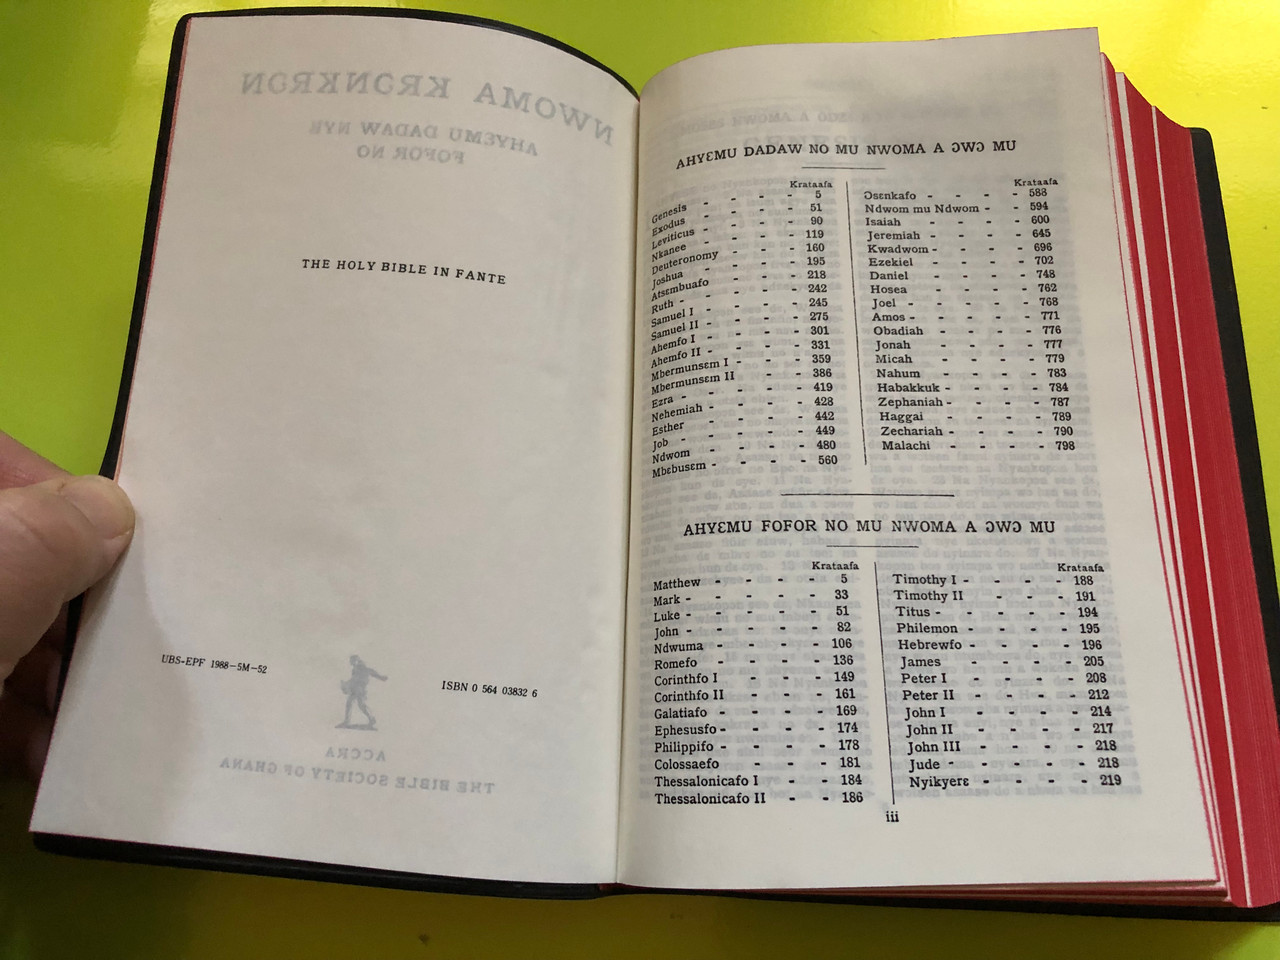 NWOMA KRONKRON
AHYƐMU DADAW NYE
FOFOR NO
THE HOLY BIBLE IN FANTE
UBS-EPF 1988-5M-52
ISBN 0 564 03832 6
ACCRA
THE BIBLE SOCIETY OF GHANA
AHYƐMU DADAW NO MU NWOMA A ƆWƆ MU
Krataafa
Genesis - - - - 5
Exodus - - - - 51
Leviticus - - - - 90
Nkanee - - - - 119
Deuteronomy - - - 160
Joshua - - - - 195
Atsɛmbuafo - - - 218
Ruth - - - - - 242
Samuel I - - - - 245
Samuel II - - - - 275
Ahemfo I - - - - 301
Ahemfo II - - - - 331
Mbermunsɛm I - - - 359
Mbermunsɛm II - - - 386
Ezra - - - - - 419
Nehemiah - - - - 428
Esther - - - - 442
Job - - - - - 449
Ndwom - - - - 480
Mbɛbusɛm - - - - 560
Krataafa
Ɔsɛnkafo - - - - 588
Ndwom mu Ndwom - - 594
Isaiah - - - - 600
Jeremiah - - - - 645
Kwadwom - - - - 696
Ezekiel - - - - 702
Daniel - - - - 748
Hosea - - - - 762
Joel - - - - - 768
Amos - - - - - 771
Obadiah - - - - 776
Jonah - - - - 777
Micah - - - - 779
Nahum - - - - 783
Habakkuk - - - - 784
Zephaniah - - - - 787
Haggai - - - - 789
Zechariah - - - - 790
Malachi - - - - 798
AHYƐMU FOFOR NO MU NWOMA A ƆWƆ MU
Krataafa
Matthew - - - - 5
Mark - - - - - 33
Luke - - - - - 51
John - - - - - 82
Ndwuma - - - - 106
Romefo - - - - 136
Corinthfo I - - - 149
Corinthfo II - - - 161
Galatiafo - - - - 169
Ephesusfo - - - - 174
Philippifo - - - - 178
Colossaefo - - - 181
Thessalonicafo I - - 184
Thessalonicafo II - - 186
Krataafa
Timothy I - - - - 188
Timothy II - - - 191
Titus - - - - - 194
Philemon - - - - 195
Hebrewfo - - - - 196
James - - - - 205
Peter I - - - - 208
Peter II - - - - 212
John I - - - - 214
John II - - - - 217
John III - - - - 218
Jude - - - - - 218
Nyikyerɛ - - - - 219
iii